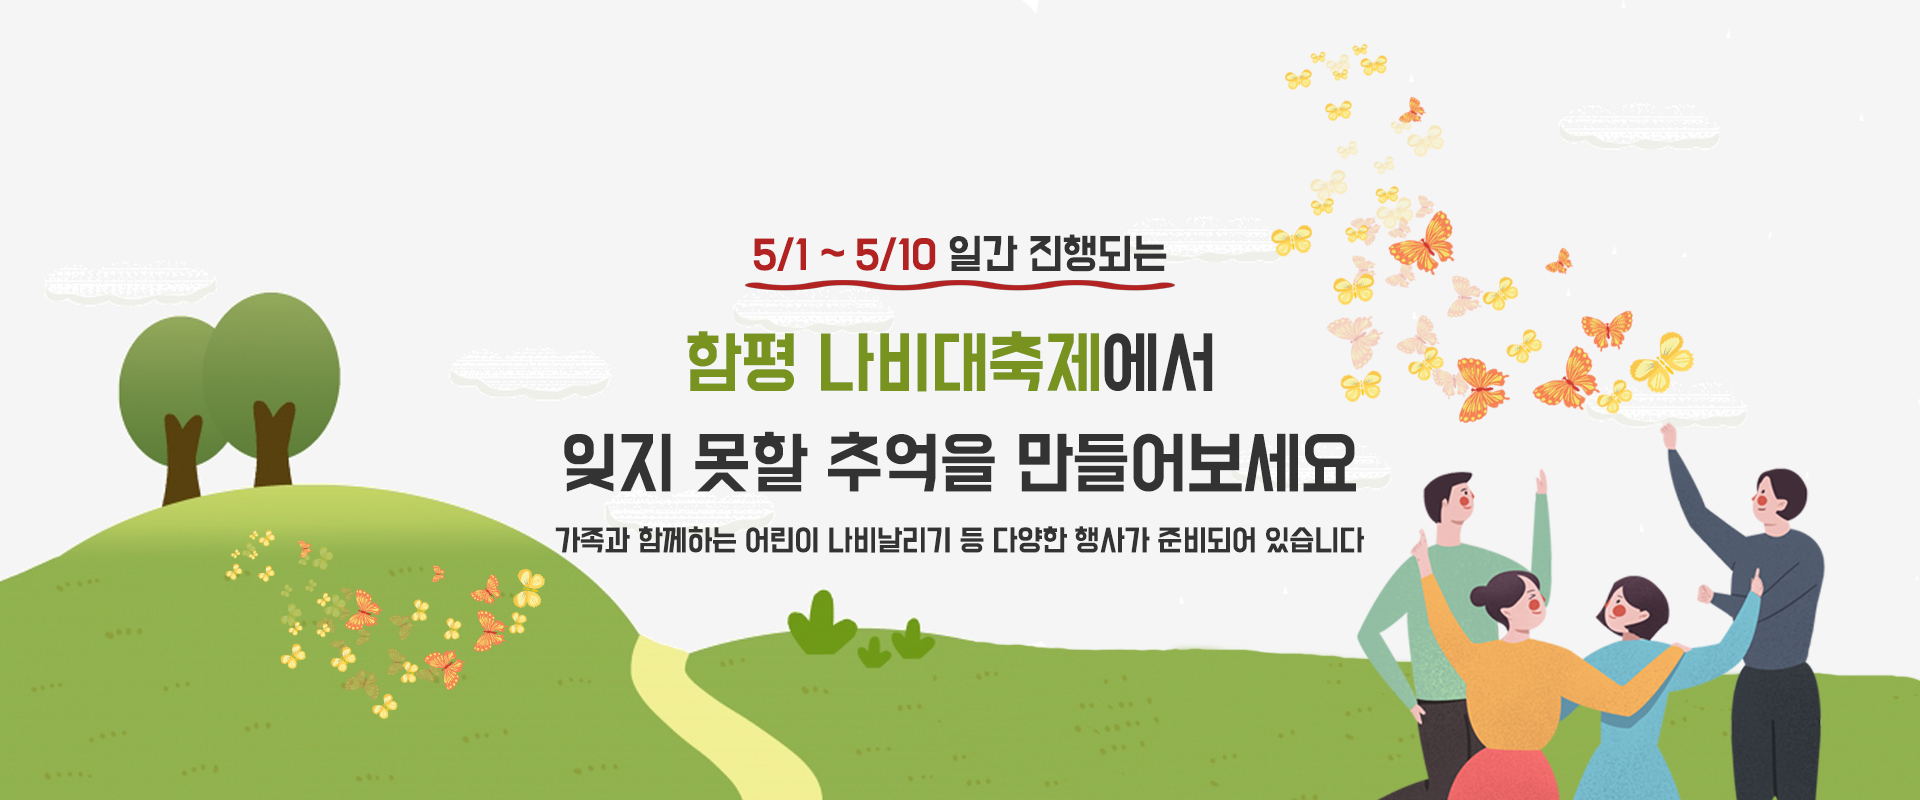 5/1 ~ 5/10 일간 진행되는
함평 나비대축제에서
잊지 못할 추억을 만들어보세요
가족과 함께하는 어린이 나비날리기 등 다양한 행사가 준비되어 있습니다